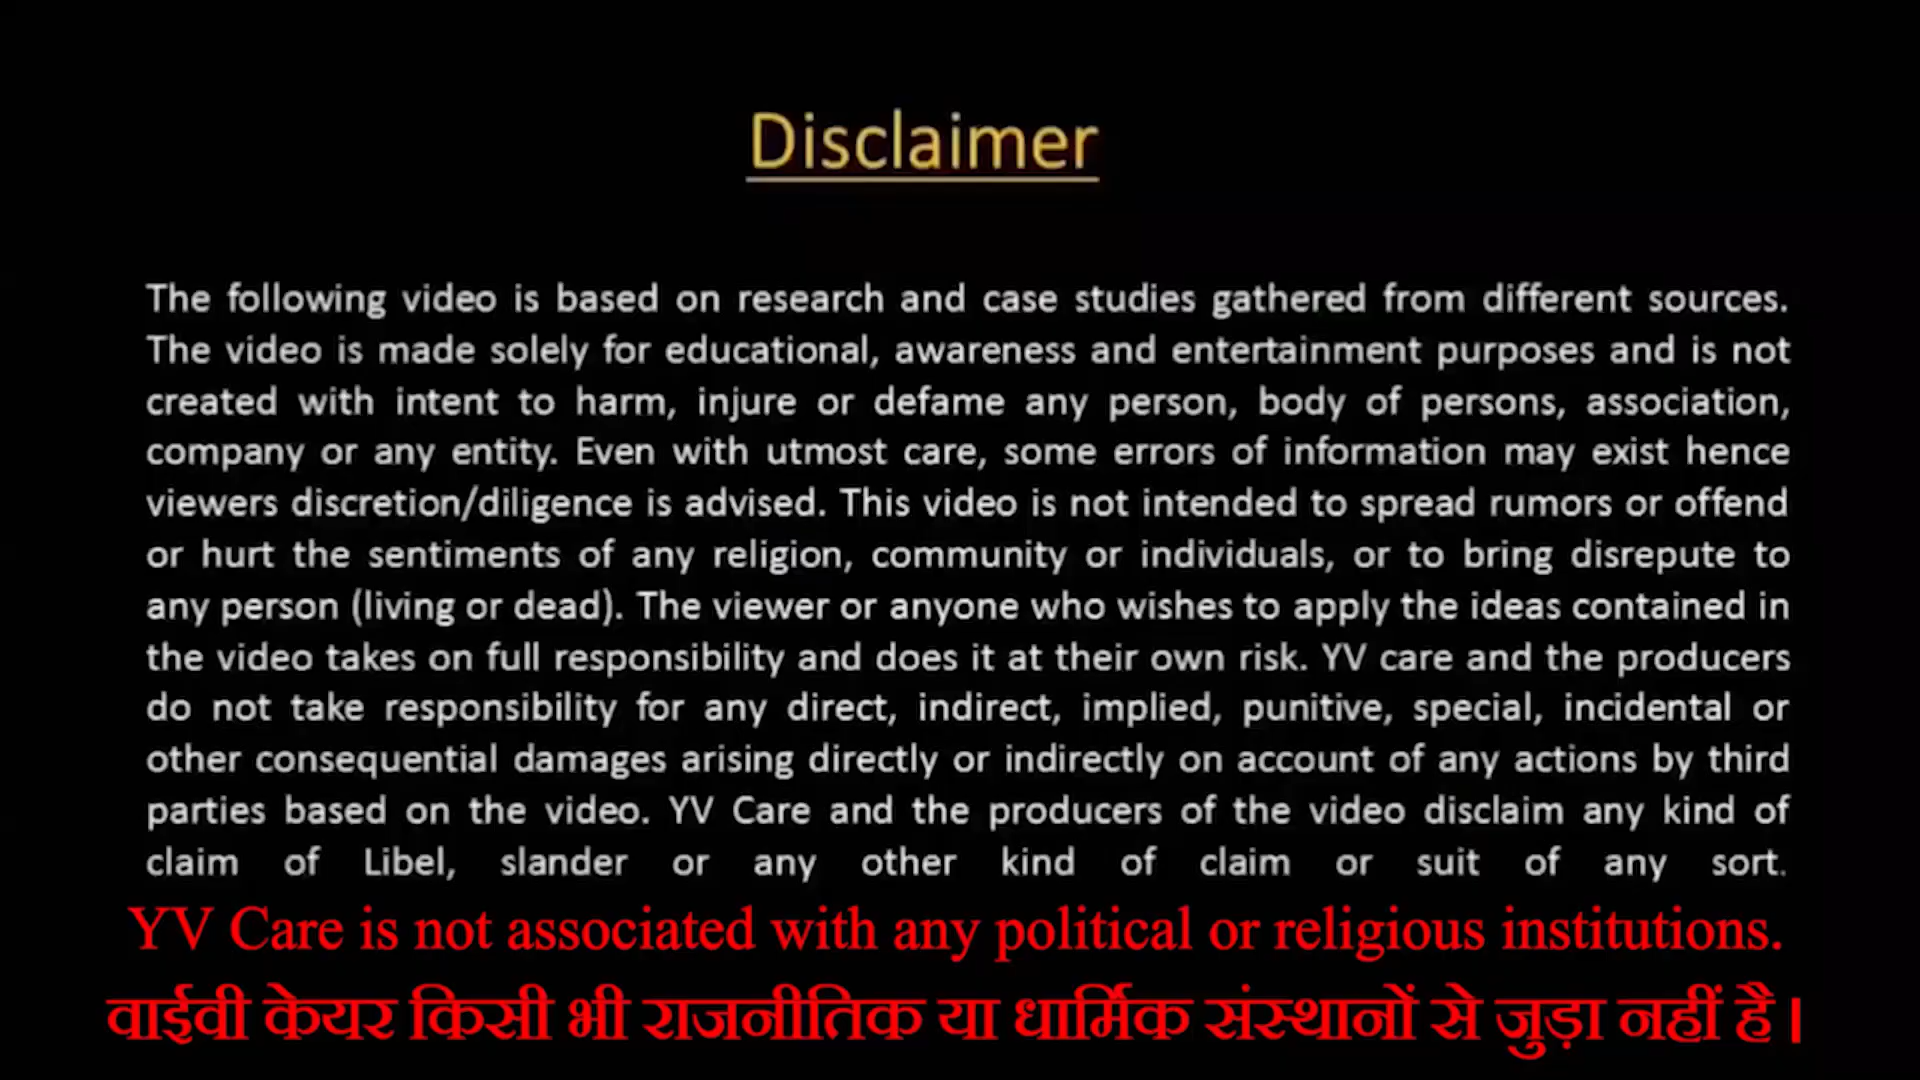 Disclaimer
The following video is based on research and case studies gathered from different sources.
The video is made solely for educational, awareness and entertainment purposes and is not
created with intent to harm, injure or defame any person, body of persons, association,
company or any entity. Even with utmost care, some errors of information may exist hence
viewers discretion/diligence is advised. This video is not intended to spread rumors or offend
or hurt the sentiments of any religion, community or individuals, or to bring disrepute to
any person (living or dead). The viewer or anyone who wishes to apply the ideas contained in
the video takes on full responsibility and does it at their own risk. YV care and the producers
do not take responsibility for any direct, indirect, implied, punitive, special, incidental or
other consequential damages arising directly or indirectly on account of any actions by third
parties based on the video. YV Care and the producers of the video disclaim any kind of
claim of Libel, slander or any other kind of claim or suit of any sort.
YV Care is not associated with any political or religious institutions.
वाईवी केयर किसी भी राजनीतिक या धार्मिक संस्थानों से जुड़ा नहीं है।